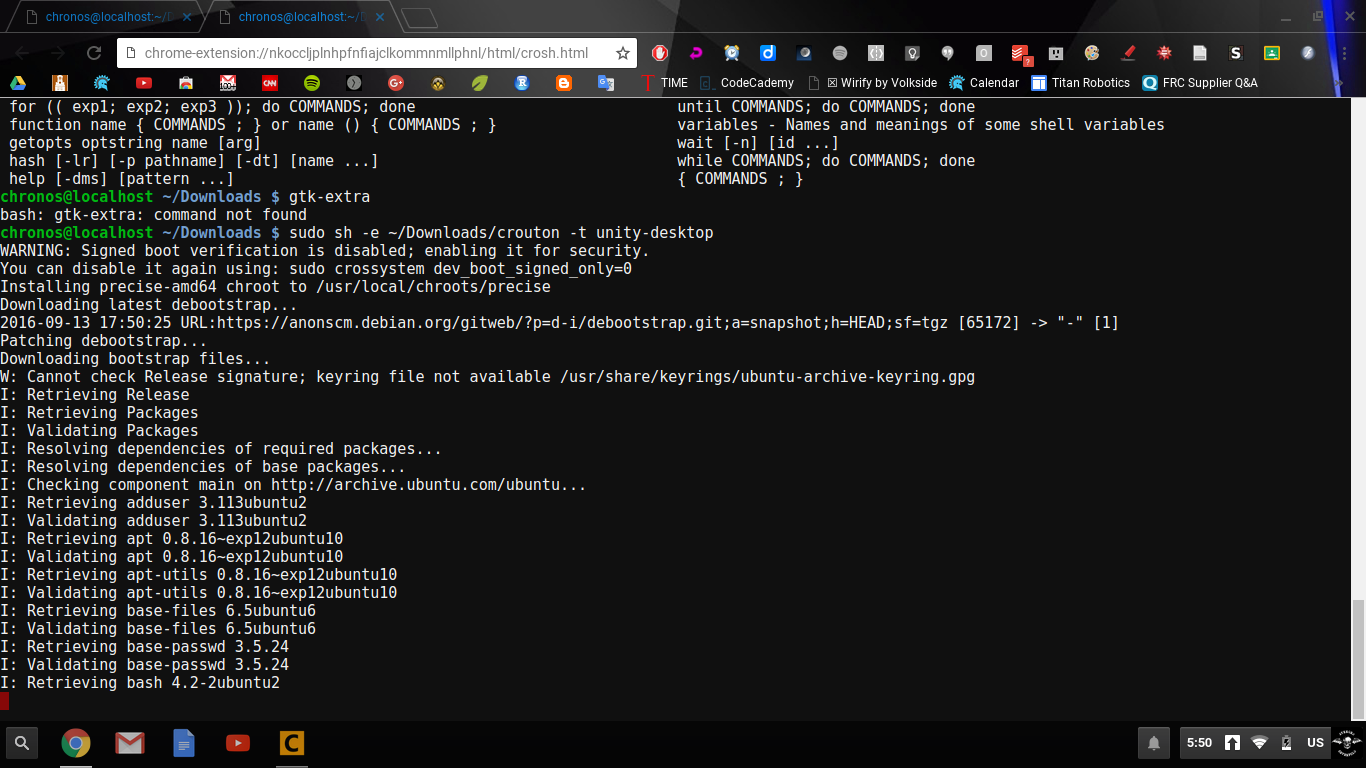 chronos@localhost:~/
chronos@localhost:~/
chrome-extension://nkoccljplnhpfnfiajclkommnmllphnl/html/crosh.html
TIME CodeCademy Wirify by Volkside Calendar Titan Robotics FRC Supplier Q&A
for (( exp1; exp2; exp3 )); do COMMANDS; done until COMMANDS; do COMMANDS; done
function name { COMMANDS ; } or name () { COMMANDS ; } variables - Names and meanings of some shell variables
getopts optstring name [arg] wait [-n] [id ...]
hash [-lr] [-p pathname] [-dt] [name ...] while COMMANDS; do COMMANDS; done
help [-dms] [pattern ...] { COMMANDS ; }
chronos@localhost ~/Downloads $ gtk-extra
bash: gtk-extra: command not found
chronos@localhost ~/Downloads $ sudo sh -e ~/Downloads/crouton -t unity-desktop
WARNING: Signed boot verification is disabled; enabling it for security.
You can disable it again using: sudo crossystem dev_boot_signed_only=0
Installing precise-amd64 chroot to /usr/local/chroots/precise
Downloading latest debootstrap...
2016-09-13 17:50:25 URL:https://anonscm.debian.org/gitweb/?p=d-i/debootstrap.git;a=snapshot;h=HEAD;sf=tgz [65172] -> "-" [1]
Patching debootstrap...
Downloading bootstrap files...
W: Cannot check Release signature; keyring file not available /usr/share/keyrings/ubuntu-archive-keyring.gpg
I: Retrieving Release
I: Retrieving Packages
I: Validating Packages
I: Resolving dependencies of required packages...
I: Resolving dependencies of base packages...
I: Checking component main on http://archive.ubuntu.com/ubuntu...
I: Retrieving adduser 3.113ubuntu2
I: Validating adduser 3.113ubuntu2
I: Retrieving apt 0.8.16~exp12ubuntu10
I: Validating apt 0.8.16~exp12ubuntu10
I: Retrieving apt-utils 0.8.16~exp12ubuntu10
I: Validating apt-utils 0.8.16~exp12ubuntu10
I: Retrieving base-files 6.5ubuntu6
I: Validating base-files 6.5ubuntu6
I: Retrieving base-passwd 3.5.24
I: Validating base-passwd 3.5.24
I: Retrieving bash 4.2-2ubuntu2
5:50 US